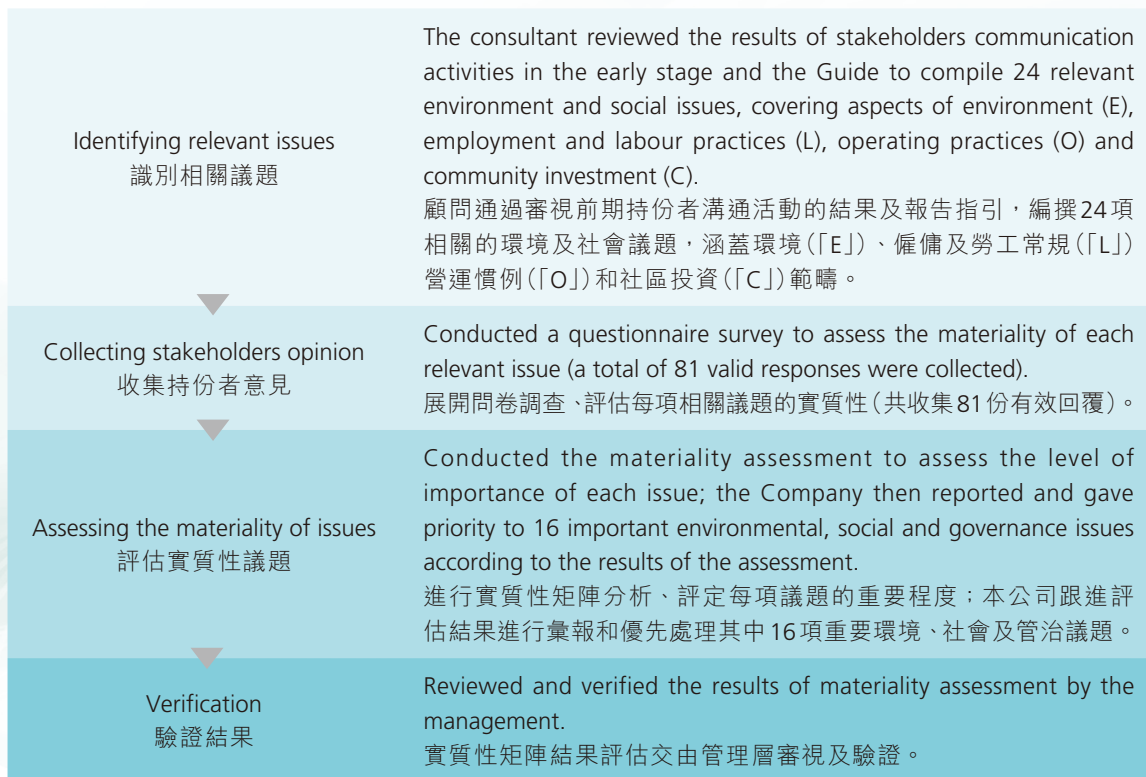 Identifying relevant issues
識別相關議題
The consultant reviewed the results of stakeholders communication
activities in the early stage and the Guide to compile 24 relevant
environment and social issues, covering aspects of environment (E),
employment and labour practices (L), operating practices (O) and
community investment (C).
顧問通過審視前期持份者溝通活動的結果及報告指引，編撰24項
相關的環境及社會議題，涵蓋環境（「E」）、僱傭及勞工常規（「L」）
營運慣例（「O」）和社區投資（「C」）範疇。
Collecting stakeholders opinion
收集持份者意見
Conducted a questionnaire survey to assess the materiality of each
relevant issue (a total of 81 valid responses were collected).
展開問卷調查、評估每項相關議題的實質性（共收集81份有效回覆）。
Assessing the materiality of issues
評估實質性議題
Conducted the materiality assessment to assess the level of
importance of each issue; the Company then reported and gave
priority to 16 important environmental, social and governance issues
according to the results of the assessment.
進行實質性矩陣分析、評定每項議題的重要程度；本公司跟進評
估結果進行彙報和優先處理其中16項重要環境、社會及管治議題。
Verification
驗證結果
Reviewed and verified the results of materiality assessment by the
management.
實質性矩陣結果評估交由管理層審視及驗證。